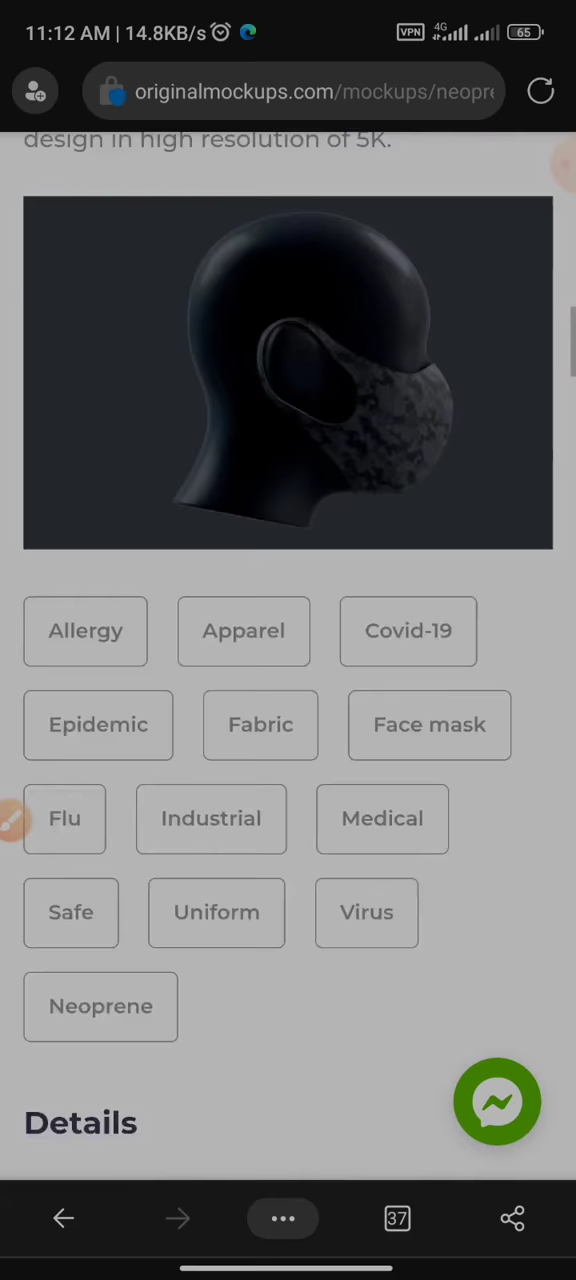 11:12 AM | 14.8KB/s
VPN 4G 65
originalmockups.com/mockups/neopre
design in high resolution of 5K.
Allergy Apparel Covid-19
Epidemic Fabric Face mask
Flu Industrial Medical
Safe Uniform Virus
Neoprene
Details
37